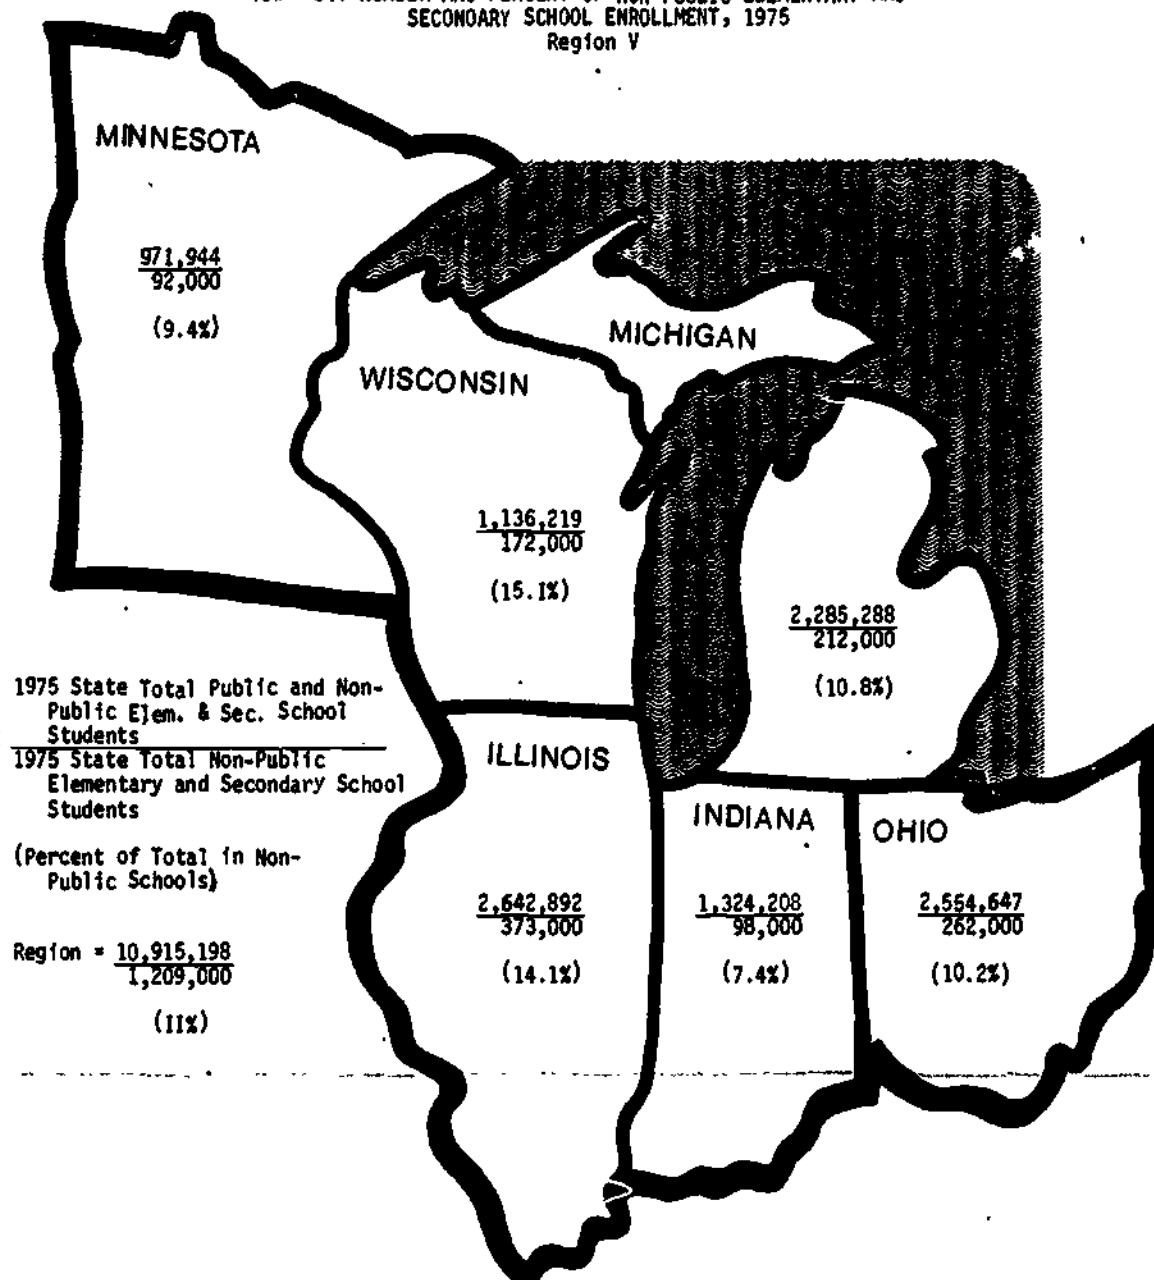 SECONDARY SCHOOL ENROLLMENT, 1975
Region V
MINNESOTA
971,944
92,000
(9.4%)
MICHIGAN
WISCONSIN
1,136,219
172,000
(15.1%)
2,285,288
212,000
(10.8%)
1975 State Total Public and Non-
Public Elem. & Sec. School
Students
1975 State Total Non-Public
Elementary and Secondary School
Students
(Percent of Total in Non-
Public Schools)
Region = 10,915,198
1,209,000
(11%)
ILLINOIS
2,642,892
373,000
(14.1%)
INDIANA
1,324,208
98,000
(7.4%)
OHIO
2,554,647
262,000
(10.2%)